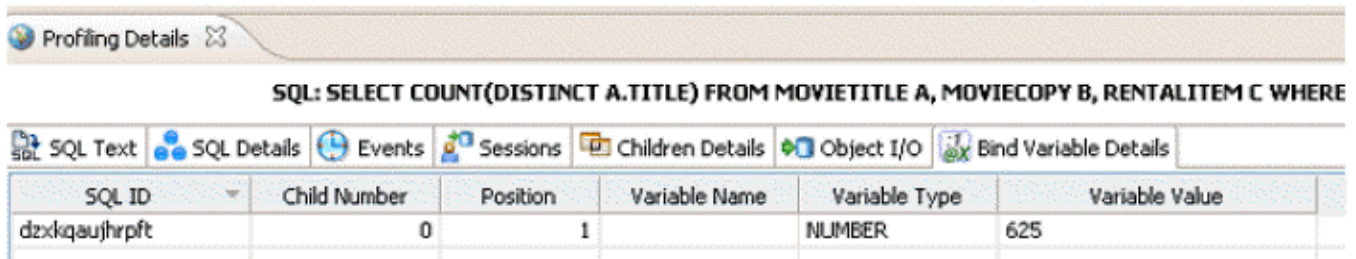 Profiling Details
SQL: SELECT COUNT(DISTINCT A.TITLE) FROM MOVIETITLE A, MOVIECOPY B, RENTALITEM C WHERE
SQL Text SQL Details Events Sessions Children Details Object I/O Bind Variable Details
SQL ID Child Number Position Variable Name Variable Type Variable Value
dzxkqaujhrpft 0 1 NUMBER 625